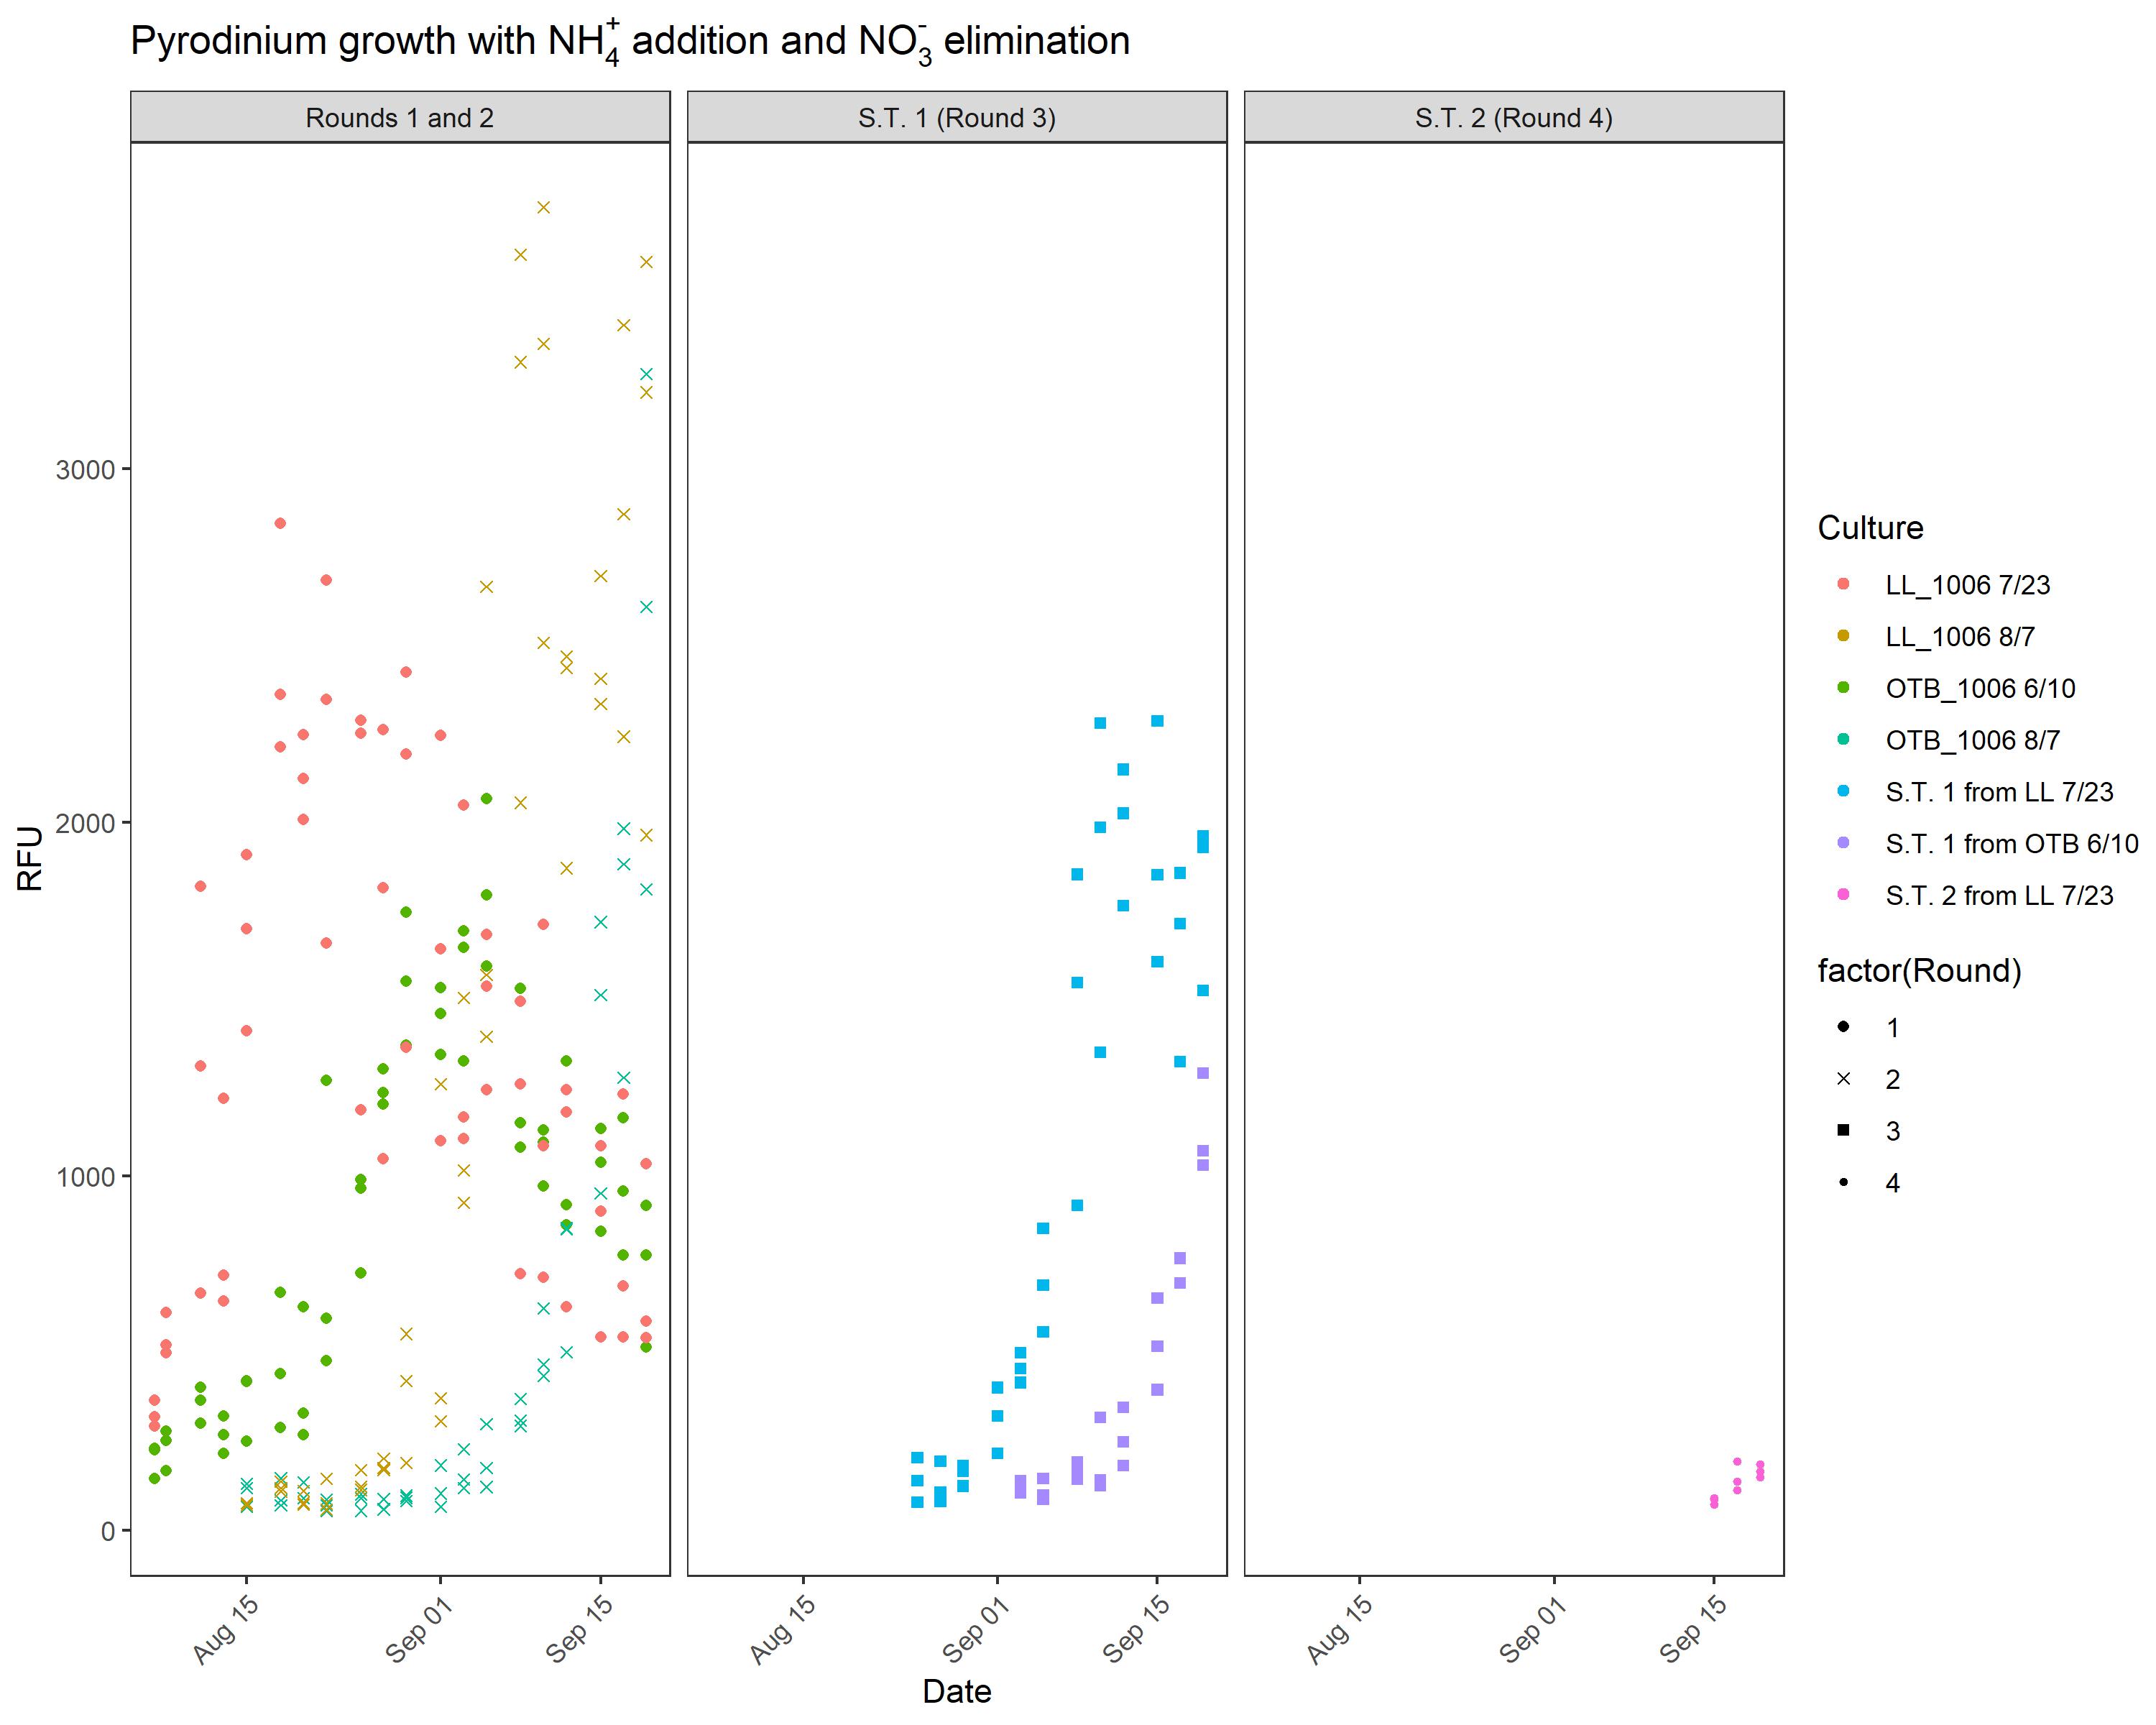 Pyrodinium growth with NH₄⁺ addition and NO₃⁻ elimination
Rounds 1 and 2
S.T. 1 (Round 3)
S.T. 2 (Round 4)
RFU
3000
2000
1000
0
Aug 15
Sep 01
Sep 15
Aug 15
Sep 01
Sep 15
Aug 15
Sep 01
Sep 15
Date
Culture
LL_1006 7/23
LL_1006 8/7
OTB_1006 6/10
OTB_1006 8/7
S.T. 1 from LL 7/23
S.T. 1 from OTB 6/10
S.T. 2 from LL 7/23
factor(Round)
1
2
3
4